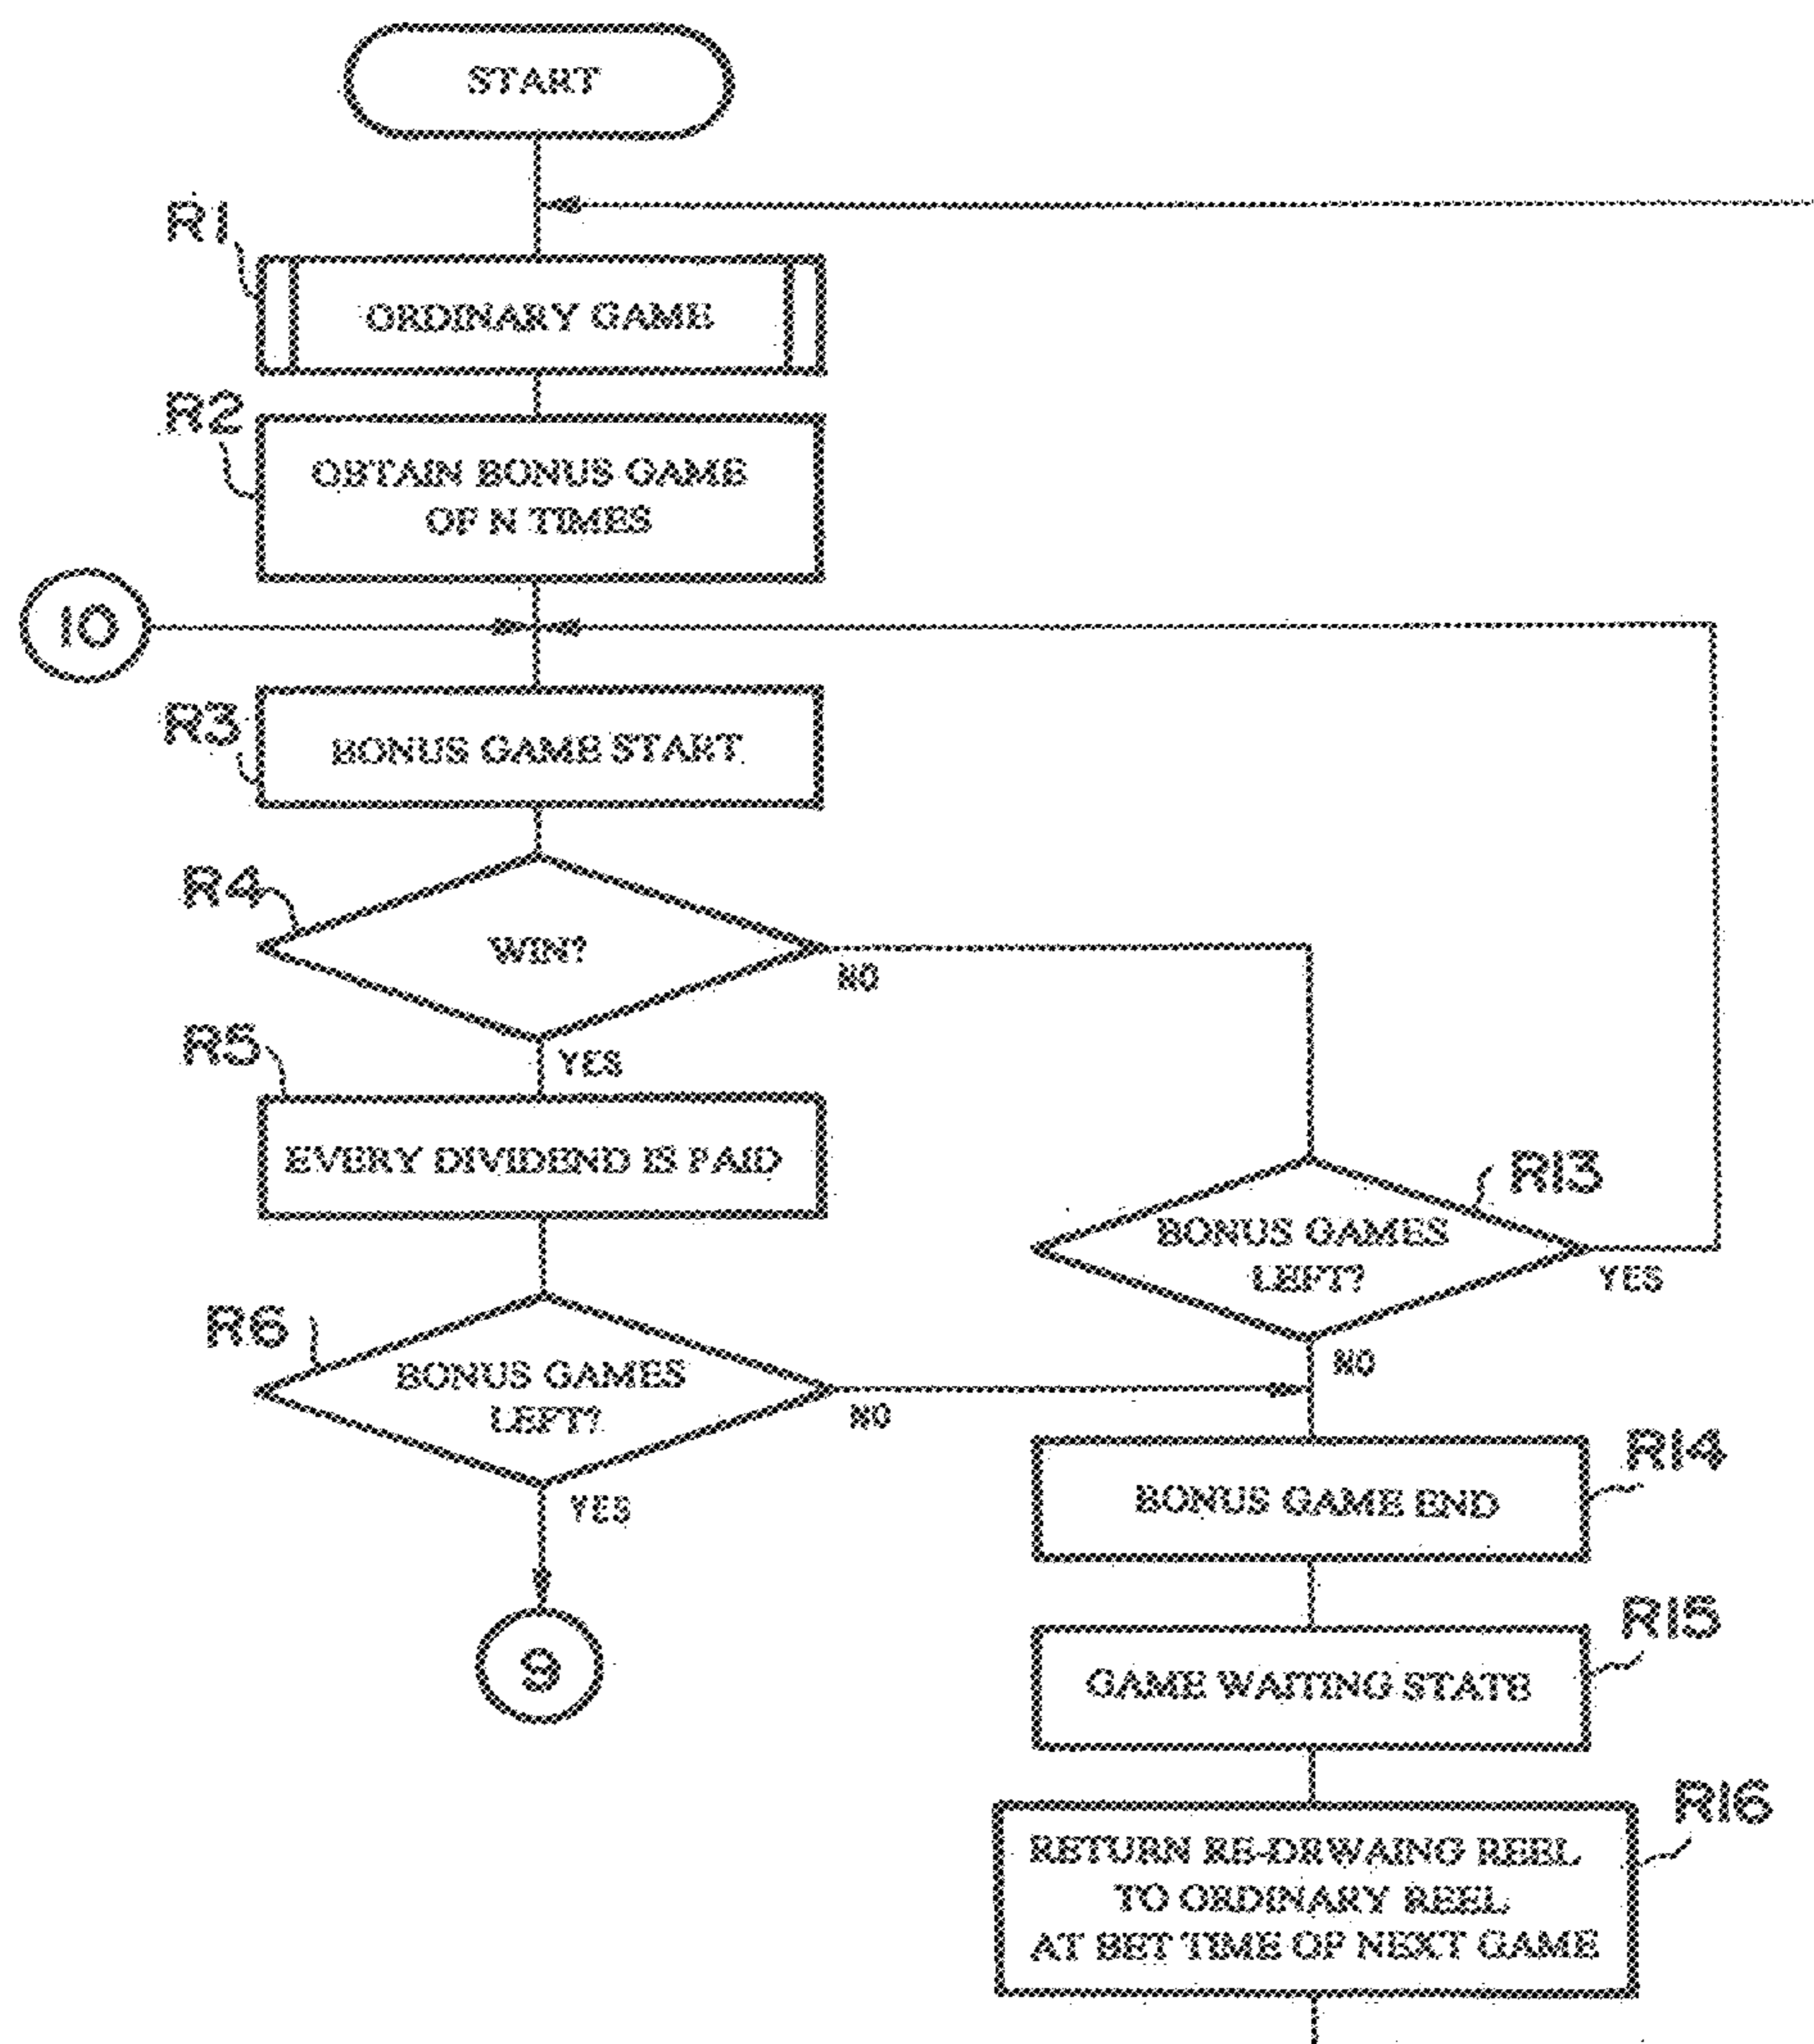 START
R1
ORDINARY GAME
R2
OBTAIN BONUS GAME
OF N TIMES
10
R3
BONUS GAME START
R4
WIN?
NO
YES
R5
EVERY DIVIDEND IS PAID
R13
BONUS GAMES
LEFT?
YES
NO
R6
BONUS GAMES
LEFT?
NO
YES
9
R14
BONUS GAME END
R15
GAME WAITING STATE
R16
RETURN RE-DRWAING REEL
TO ORDINARY REEL
AT BET TIME OF NEXT GAME